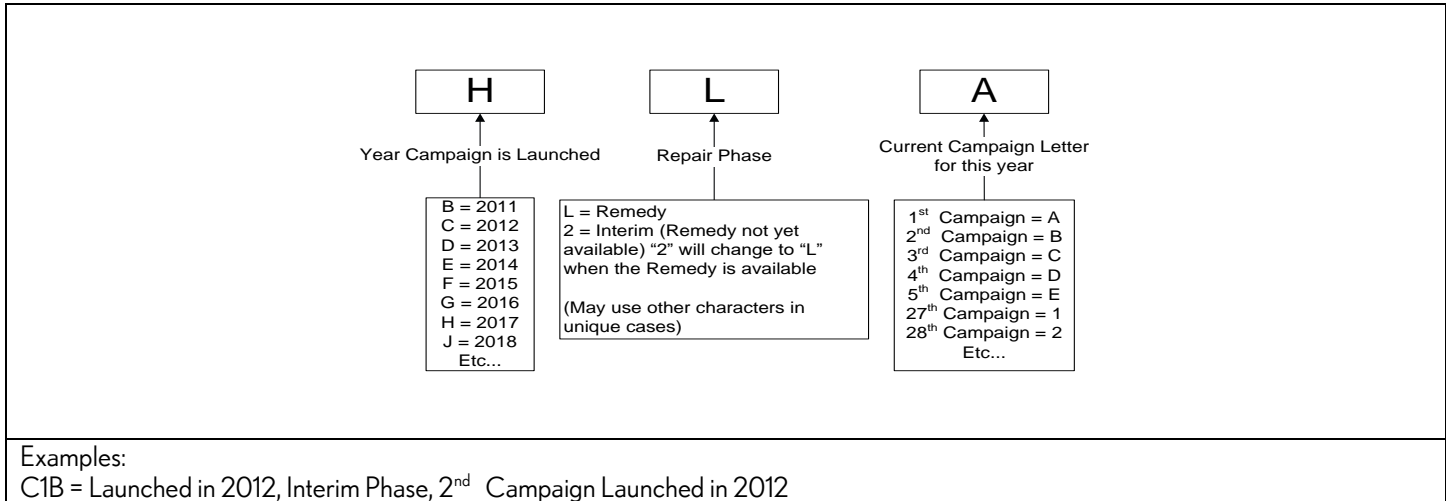 H
L
A
Year Campaign is Launched
Repair Phase
Current Campaign Letter
for this year
B = 2011
C = 2012
D = 2013
E = 2014
F = 2015
G = 2016
H = 2017
J = 2018
Etc...
L = Remedy
2 = Interim (Remedy not yet
available) “2” will change to “L”
when the Remedy is available
(May use other characters in
unique cases)
1st Campaign = A
2nd Campaign = B
3rd Campaign = C
4th Campaign = D
5th Campaign = E
27th Campaign = 1
28th Campaign = 2
Etc...
Examples:
C1B = Launched in 2012, Interim Phase, 2nd Campaign Launched in 2012